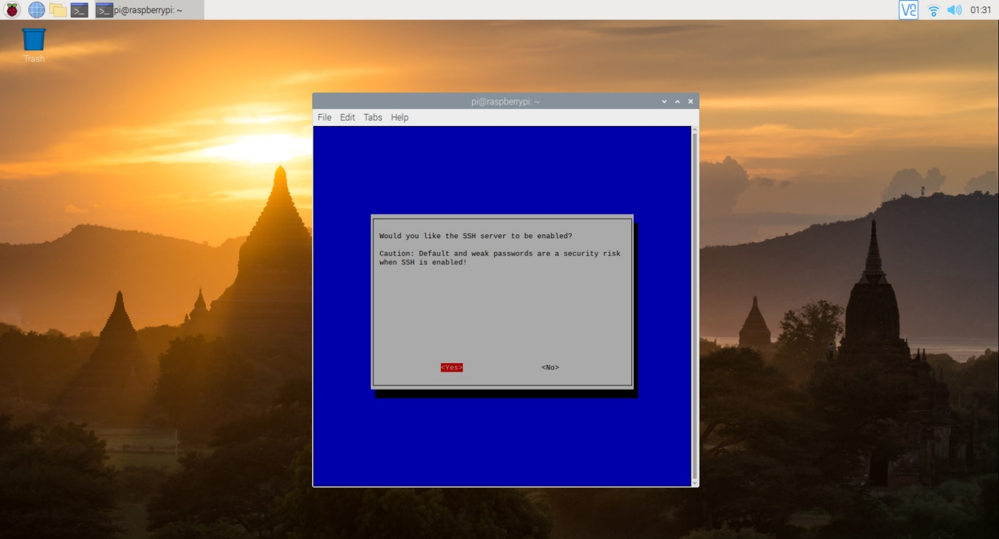 pi@raspberrypi: ~
01:31
Trash
pi@raspberrypi: ~
File Edit Tabs Help
Would you like the SSH server to be enabled?
Caution: Default and weak passwords are a security risk
when SSH is enabled!
<Yes> <No>